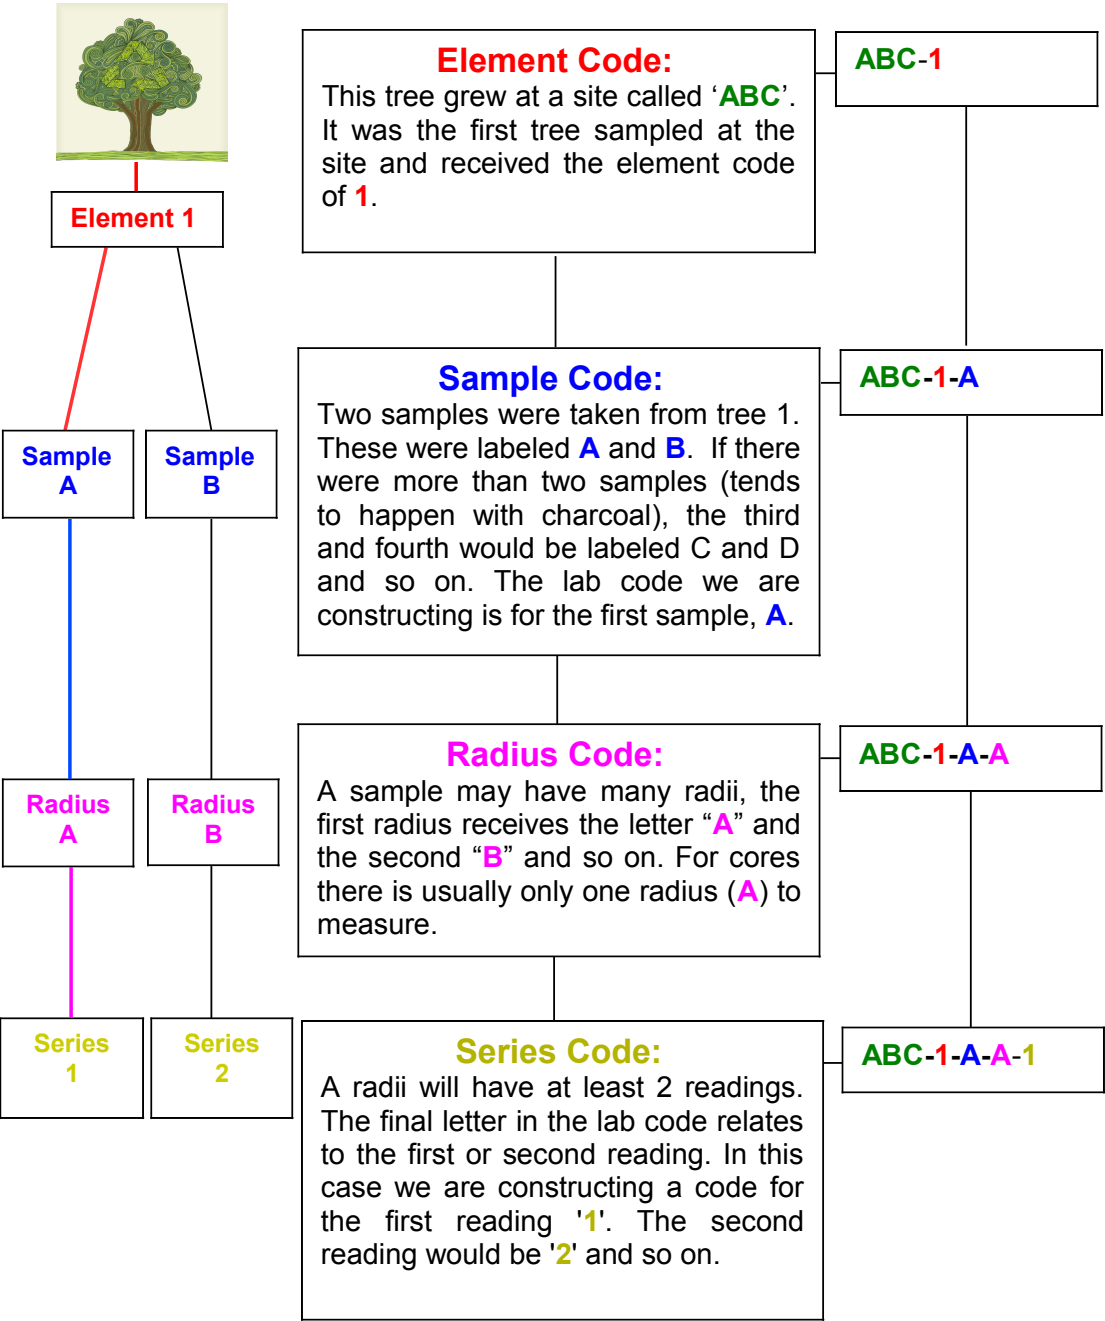 Element 1
Sample
A
Sample
B
Radius
A
Radius
B
Series
1
Series
2
Element Code:
This tree grew at a site called ‘ABC’.
It was the first tree sampled at the
site and received the element code
of 1.
ABC-1
Sample Code:
Two samples were taken from tree 1.
These were labeled A and B. If there
were more than two samples (tends
to happen with charcoal), the third
and fourth would be labeled C and D
and so on. The lab code we are
constructing is for the first sample, A.
ABC-1-A
Radius Code:
A sample may have many radii, the
first radius receives the letter “A” and
the second “B” and so on. For cores
there is usually only one radius (A) to
measure.
ABC-1-A-A
Series Code:
A radii will have at least 2 readings.
The final letter in the lab code relates
to the first or second reading. In this
case we are constructing a code for
the first reading '1'. The second
reading would be '2' and so on.
ABC-1-A-A-1